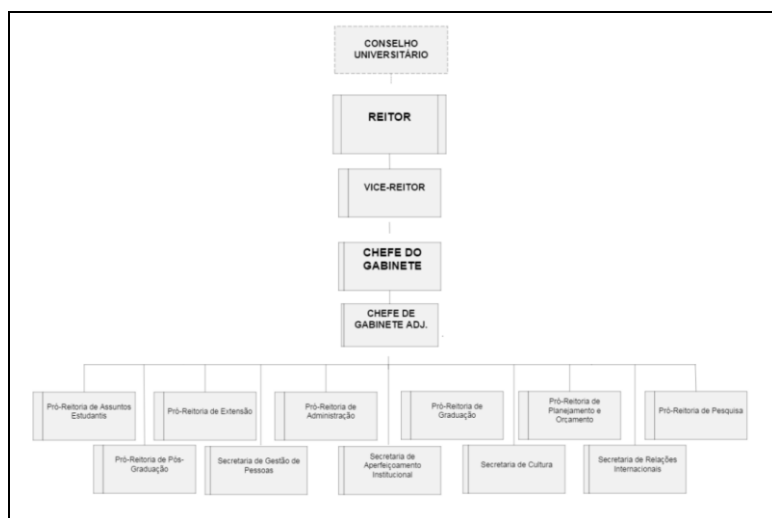 CONSELHO
UNIVERSITÁRIO
REITOR
VICE-REITOR
CHEFE DO
GABINETE
CHEFE DE
GABINETE ADJ.
Pró-Reitoria de Assuntos
Estudantis
Pró-Reitoria de Extensão
Pró-Reitoria de
Administração
Pró-Reitoria de
Graduação
Pró-Reitoria de
Planejamento e
Orcamento
Pró-Reitoria de Pesquisa
Pró-Reitoria de Pós-
Graduação
Secretaria de Gestão de
Pessoas
Secretaria de
Aperfeiçoamento
Institucional
Secretaria de Cultura
Secretaria de Relações
Internacionais